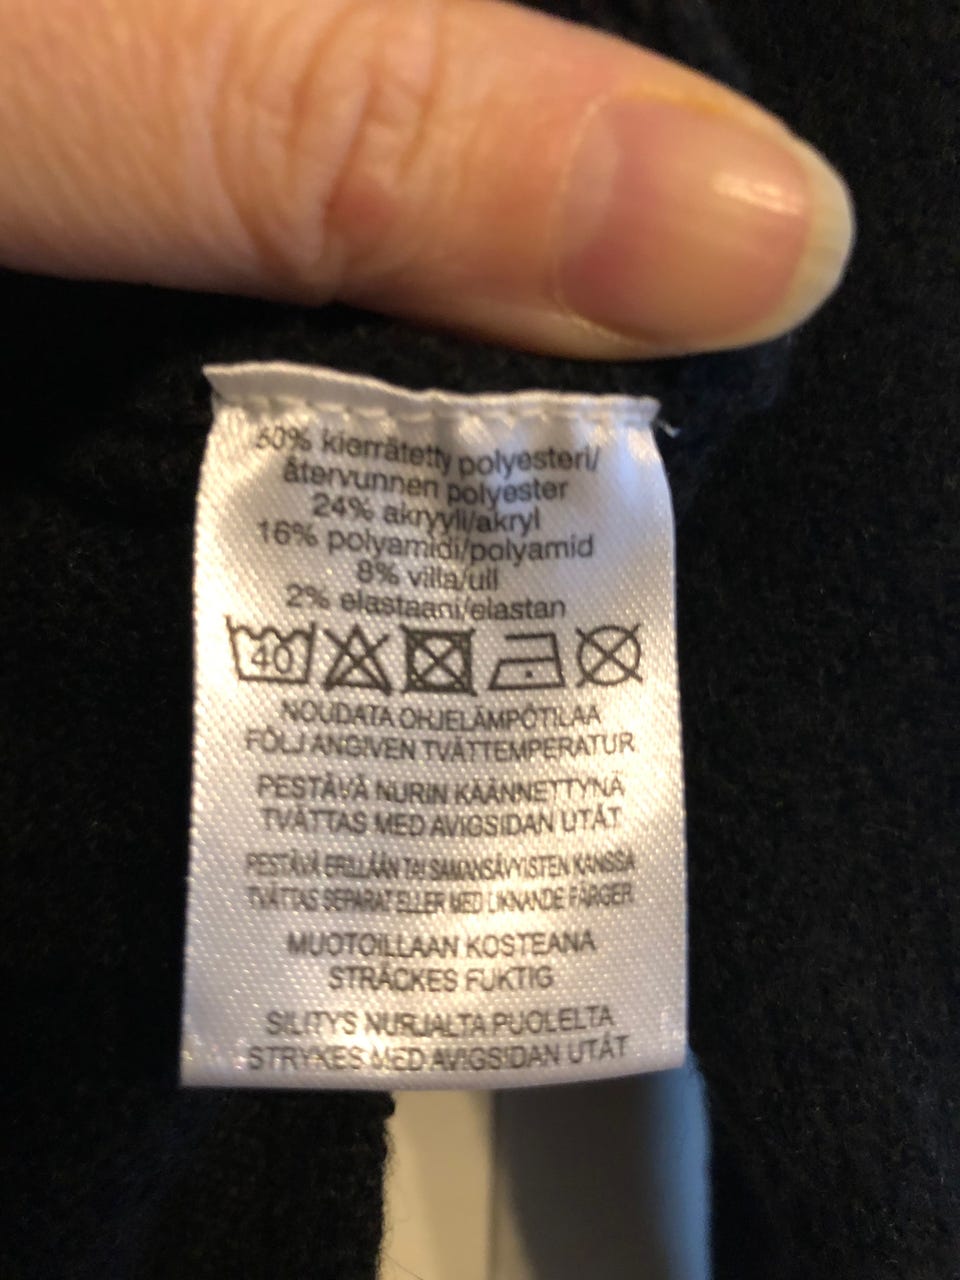 50% kierrätetty polyesteri/
återvunnen polyester
24% akryyli/akryl
16% polyamidi/polyamid
8% villa/ull
2% elastaani/elastan
40
NOUDATA OHJELÄMPÖTILAA
FÖLJ ANGIVEN TVÄTTEMPERATUR
PESTÄVÄ NURIN KÄÄNNETTYNÄ
TVÄTTAS MED AVIGSIDAN UTÅT
PESTÄVÄ ERILLÄÄN TAI SAMANSÄVYISTEN KANSSA
TVÄTTAS SEPARAT ELLER MED LIKNANDE FÄRGER
MUOTOILLAAN KOSTEANA
STRÄCKES FUKTIG
SILITYS NURJALTA PUOLELTA
STRYKES MED AVIGSIDAN UTÅT